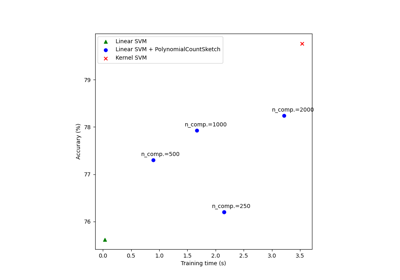 Linear SVM
Linear SVM + PolynomialCountSketch
Kernel SVM
79
78
77
76
Accurary (%)
n_comp.=2000
n_comp.=1000
n_comp.=500
n_comp.=250
0.0 0.5 1.0 1.5 2.0 2.5 3.0 3.5
Training time (s)